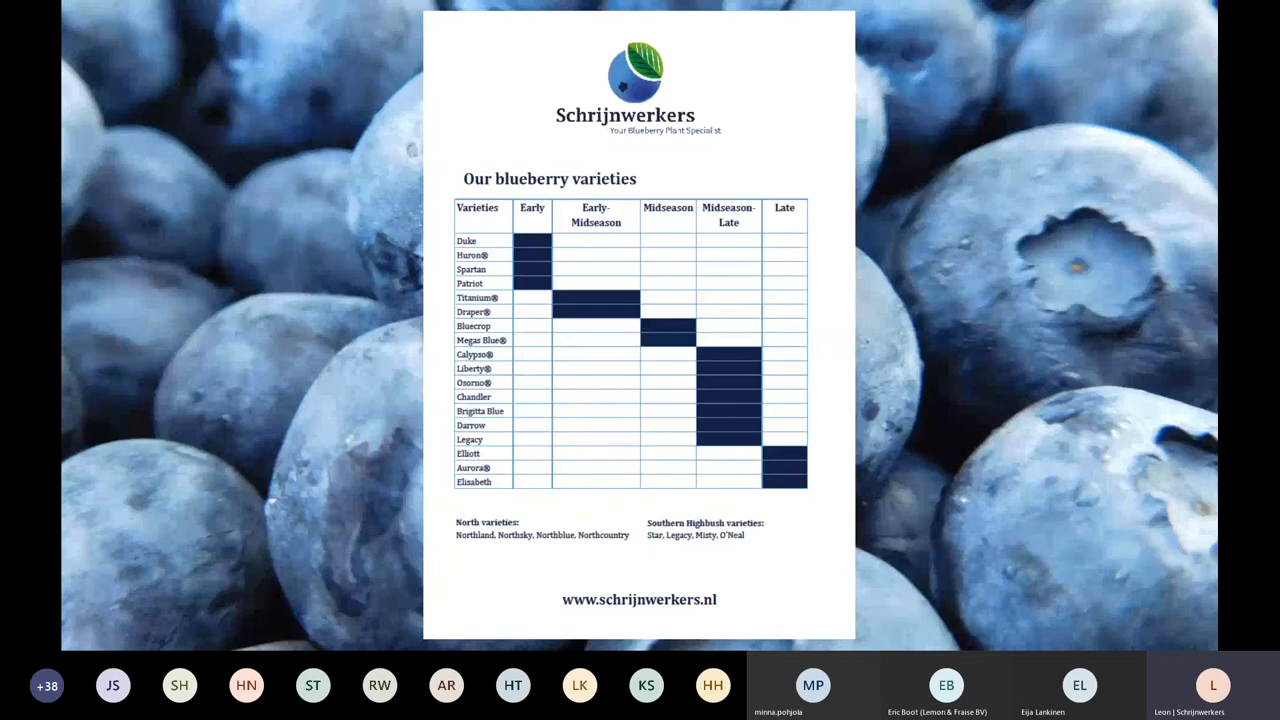 Schrijnwerkers
Your Blueberry Plant Specialist
Our blueberry varieties
Varieties Early Early-Midseason Midseason Midseason-Late Late
Duke
Huron®
Spartan
Patriot
Titanium®
Draper®
Bluecrop
Megas Blue®
Calypso®
Liberty®
Osorno®
Chandler
Brigitta Blue
Darrow
Legacy
Elliott
Aurora®
Elisabeth
North varieties:
Northland, Northsky, Northblue, Northcountry
Southern Highbush varieties:
Star, Legacy, Misty, O'Neal
www.schrijnwerkers.nl
+38 JS SH HN ST RW AR HT LK KS HH MP EB EL L
minna.pohjola Eric Boot (Lemon & Fraise BV) Eija Lankinen Leon | Schrijnwerkers